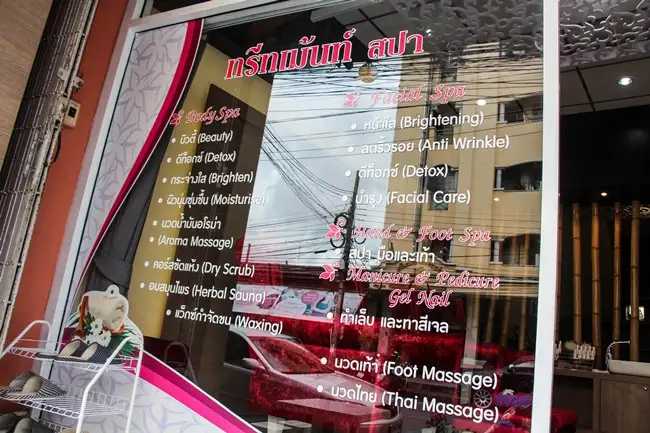 ทรีทเม้นท์ สปา
Body Spa
• บิวตี้ (Beauty)
• ดีท็อกซ์ (Detox)
• กระจ่างใส (Brighten)
• ผิวนุ่มชุ่มชื้น (Moisturise)
• นวดน้ำมันอโรม่า
(Aroma Massage)
• คอร์สขัดแห้ง (Dry Scrub)
• อบสมุนไพร (Herbal Sauna)
• แว๊กซ์กำจัดขน (Waxing)
Facial Spa
• หน้าใส (Brightening)
• ลดริ้วรอย (Anti Wrinkle)
• ดีท็อกซ์ (Detox)
• บำรุง (Facial Care)
Hand & Foot Spa
• สปา มือและเท้า
Manicure & Pedicure
Gel Nail
• ทำเล็บ และทาสีเจล
• นวดเท้า (Foot Massage)
• นวดไทย (Thai Massage)